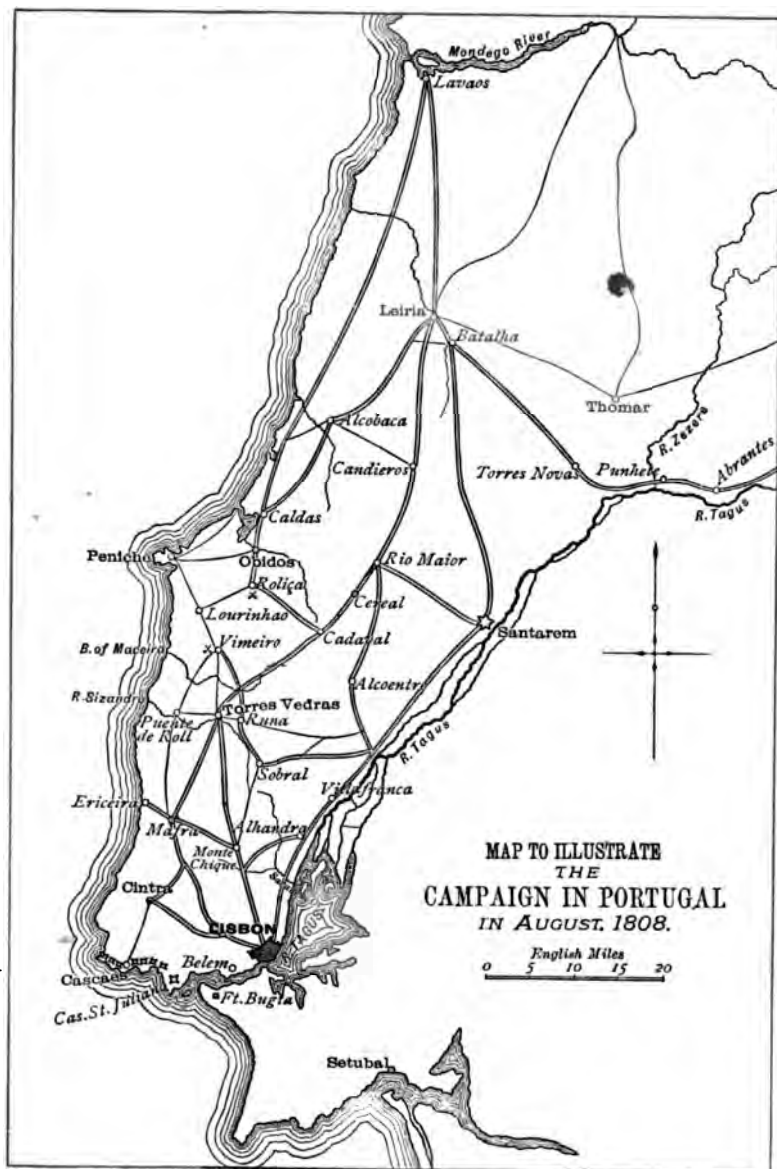 Mondego River
Lavaos
Leiria
Batalha
Thomar
R. Zezere
Alcobaca
Candieros
Torres Novas
Punhete
Abrantes
R. Tagus
Caldas
Peniche
Obidos
Rio Maior
Roliça
Cereal
Lourinhao
Cadaval
Santarem
Vimeiro
B. of Maceira
Alcoentr
R. Sizandro
Torres Vedras
Puente
de Roll
Runa
R. Tagus
Sobral
Villafranca
Ericeira
Mafra
Alhandra
Monte
Chique
Cintra
LISBON
R. TAGUS
Belem
Cascaes
Cas. St. Julian
Ft. Bugia
Setubal
MAP TO ILLUSTRATE
THE
CAMPAIGN IN PORTUGAL
IN AUGUST, 1808.
English Miles
0 5 10 15 20